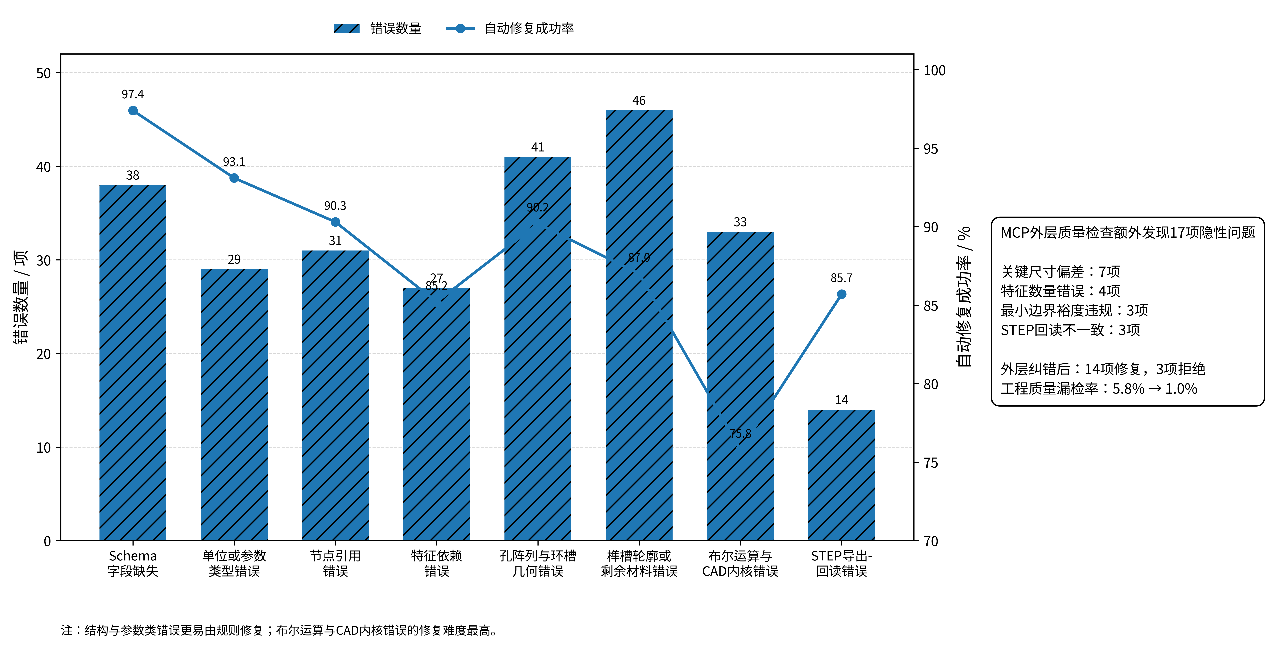 错误数量
自动修复成功率
错误数量 / 项
50
40
30
20
10
0
97.4
93.1
90.3
85.2
90.2
87.0
75.8
85.7
38
29
31
27
41
46
33
14
100
95
90
85
80
75
70
自动修复成功率 / %
Schema
字段缺失
单位或参数
类型错误
节点引用
错误
特征依赖
错误
孔阵列与环槽
几何错误
榫槽轮廓或
剩余材料错误
布尔运算与
CAD内核错误
STEP导出-
回读错误
MCP外层质量检查额外发现17项隐性问题
关键尺寸偏差：7项
特征数量错误：4项
最小边界裕度违规：3项
STEP回读不一致：3项
外层纠错后：14项修复，3项拒绝
工程质量漏检率：5.8% → 1.0%
注：结构与参数类错误更易由规则修复；布尔运算与CAD内核错误的修复难度最高。